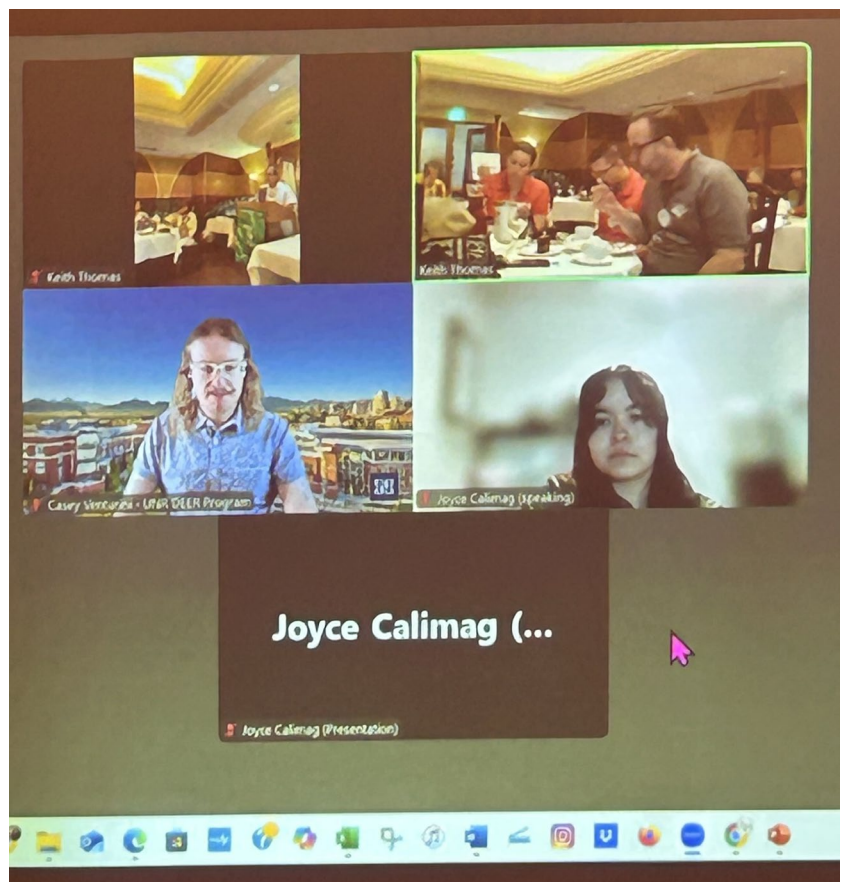 Keith Thomas
Keith Thomas
Casey Ventura - UNR DEER Program
N
Joyce Calimag (speaking)
Joyce Calimag (...
Joyce Calimag (Presentation)